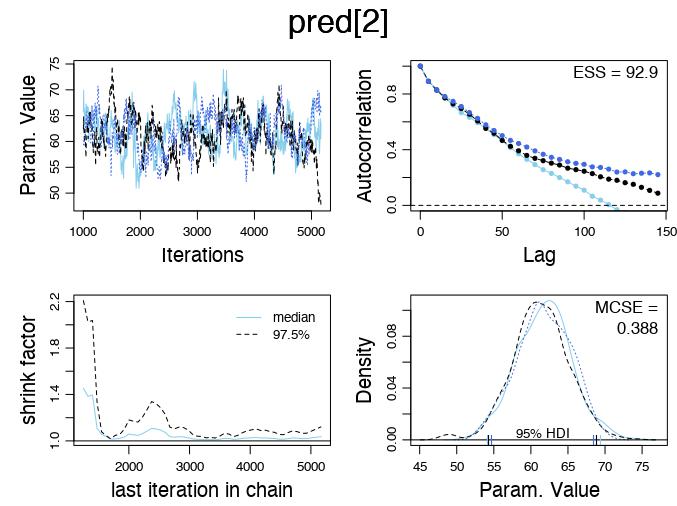 pred[2]
Param. Value
50 55 60 65 70 75
1000 2000 3000 4000 5000
Iterations
Autocorrelation
0.0 0.4 0.8
ESS = 92.9
0 50 100 150
Lag
shrink factor
1.0 1.4 1.8 2.2
median
97.5%
2000 3000 4000 5000
last iteration in chain
Density
0.00 0.04 0.08
MCSE =
0.388
95% HDI
45 50 55 60 65 70 75
Param. Value